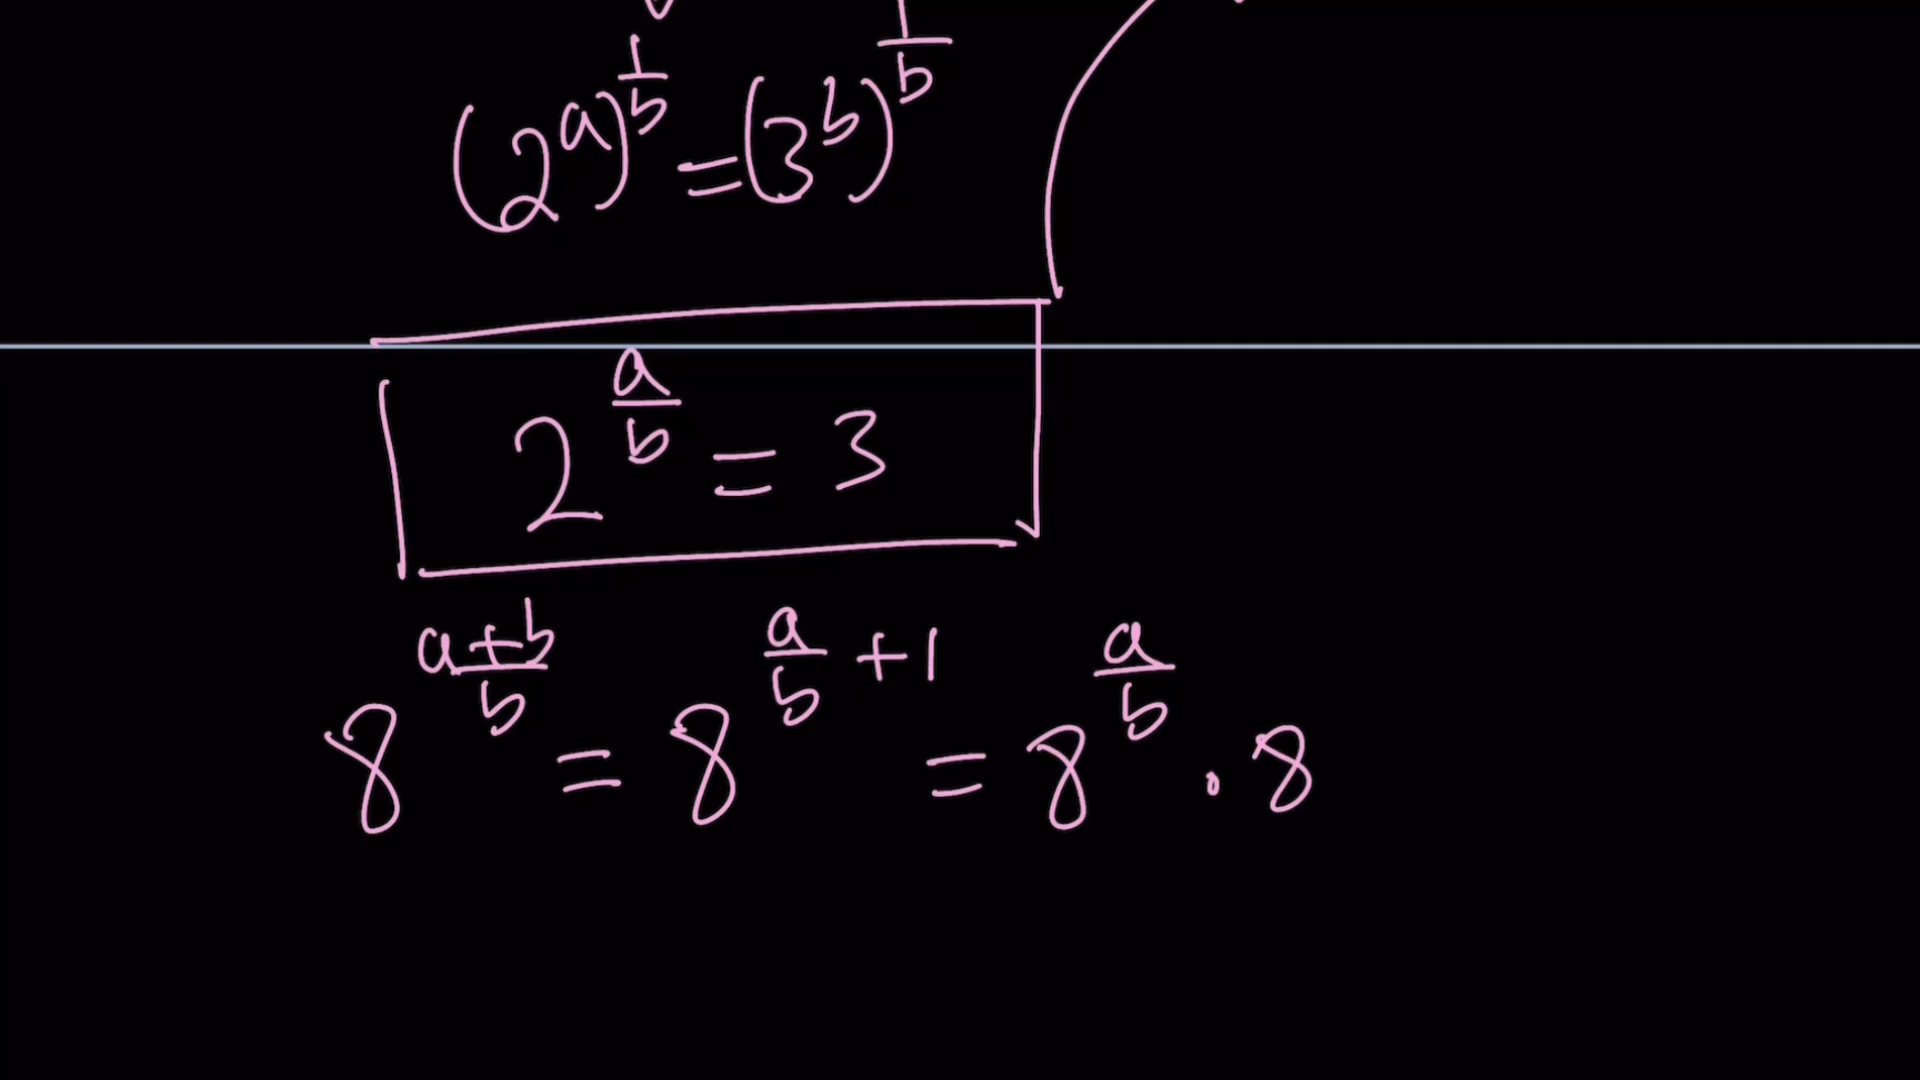 (2^a)^(1/b) = (3^b)^(1/b)
2^(a/b) = 3
8^((a+b)/b) = 8^(a/b + 1) = 8^(a/b) · 8